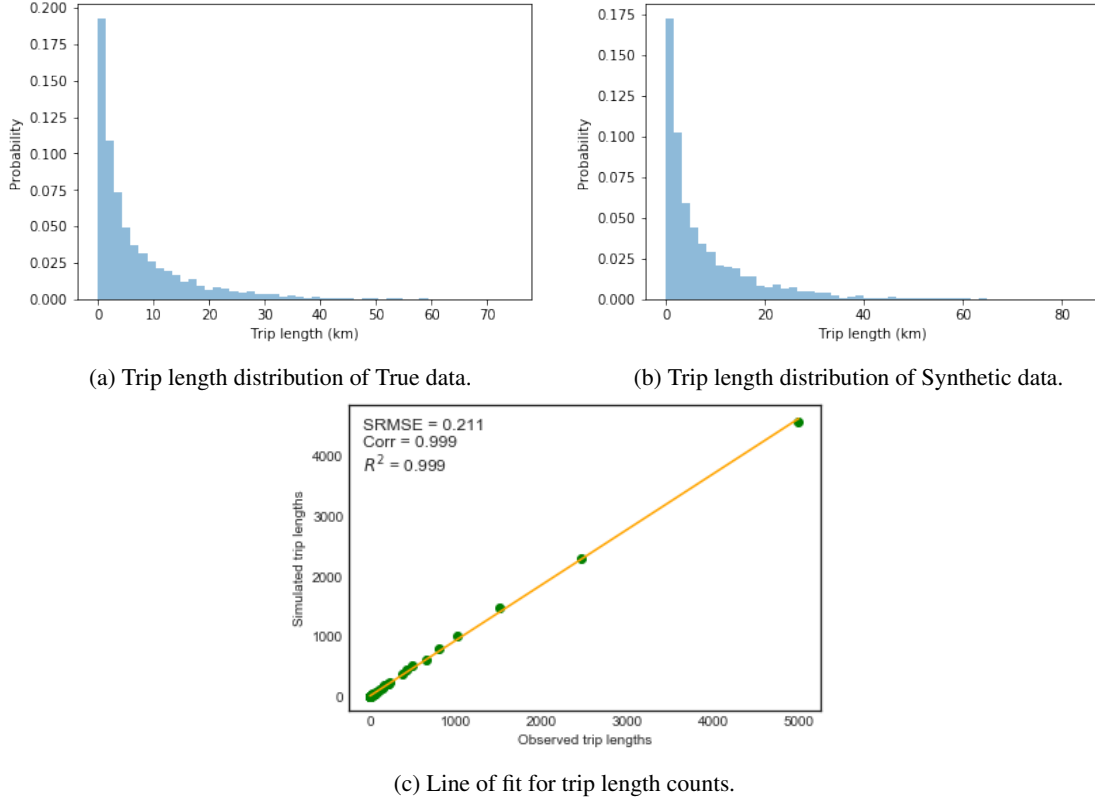 0.200
0.175
0.150
0.125
0.100
0.075
0.050
0.025
0.000
Probability
0 10 20 30 40 50 60 70
Trip length (km)
(a) Trip length distribution of True data.
0.175
0.150
0.125
0.100
0.075
0.050
0.025
0.000
Probability
0 20 40 60 80
Trip length (km)
(b) Trip length distribution of Synthetic data.
SRMSE = 0.211
Corr = 0.999
R² = 0.999
4000
3000
2000
1000
0
Simulated trip lengths
0 1000 2000 3000 4000 5000
Observed trip lengths
(c) Line of fit for trip length counts.